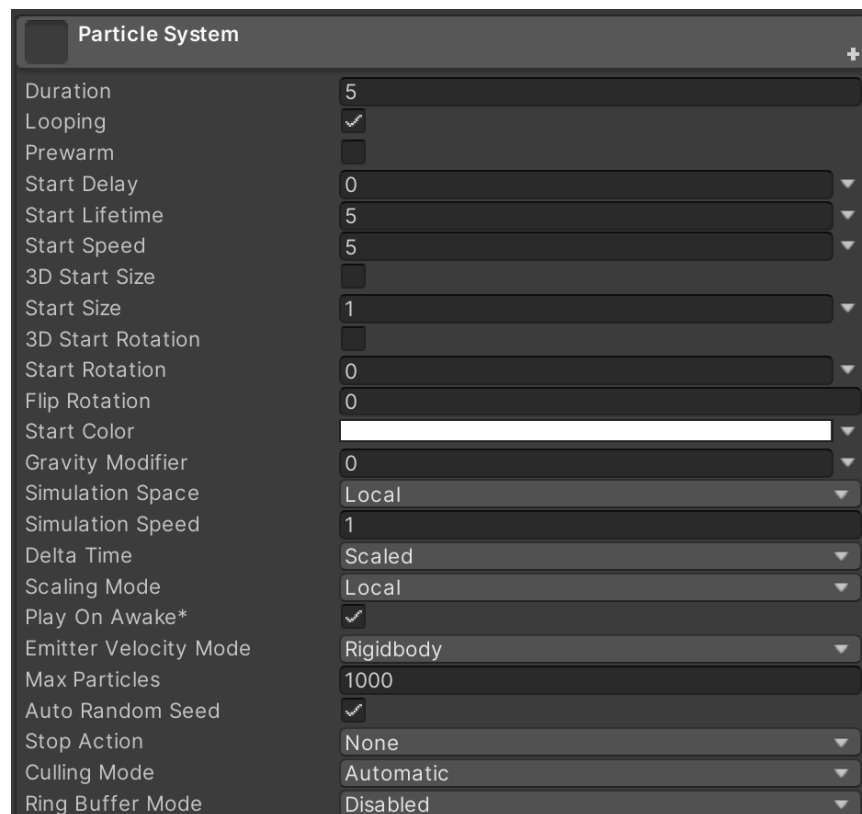 Particle System
Duration 5
Looping
Prewarm
Start Delay 0
Start Lifetime 5
Start Speed 5
3D Start Size
Start Size 1
3D Start Rotation
Start Rotation 0
Flip Rotation 0
Start Color
Gravity Modifier 0
Simulation Space Local
Simulation Speed 1
Delta Time Scaled
Scaling Mode Local
Play On Awake*
Emitter Velocity Mode Rigidbody
Max Particles 1000
Auto Random Seed
Stop Action None
Culling Mode Automatic
Ring Buffer Mode Disabled